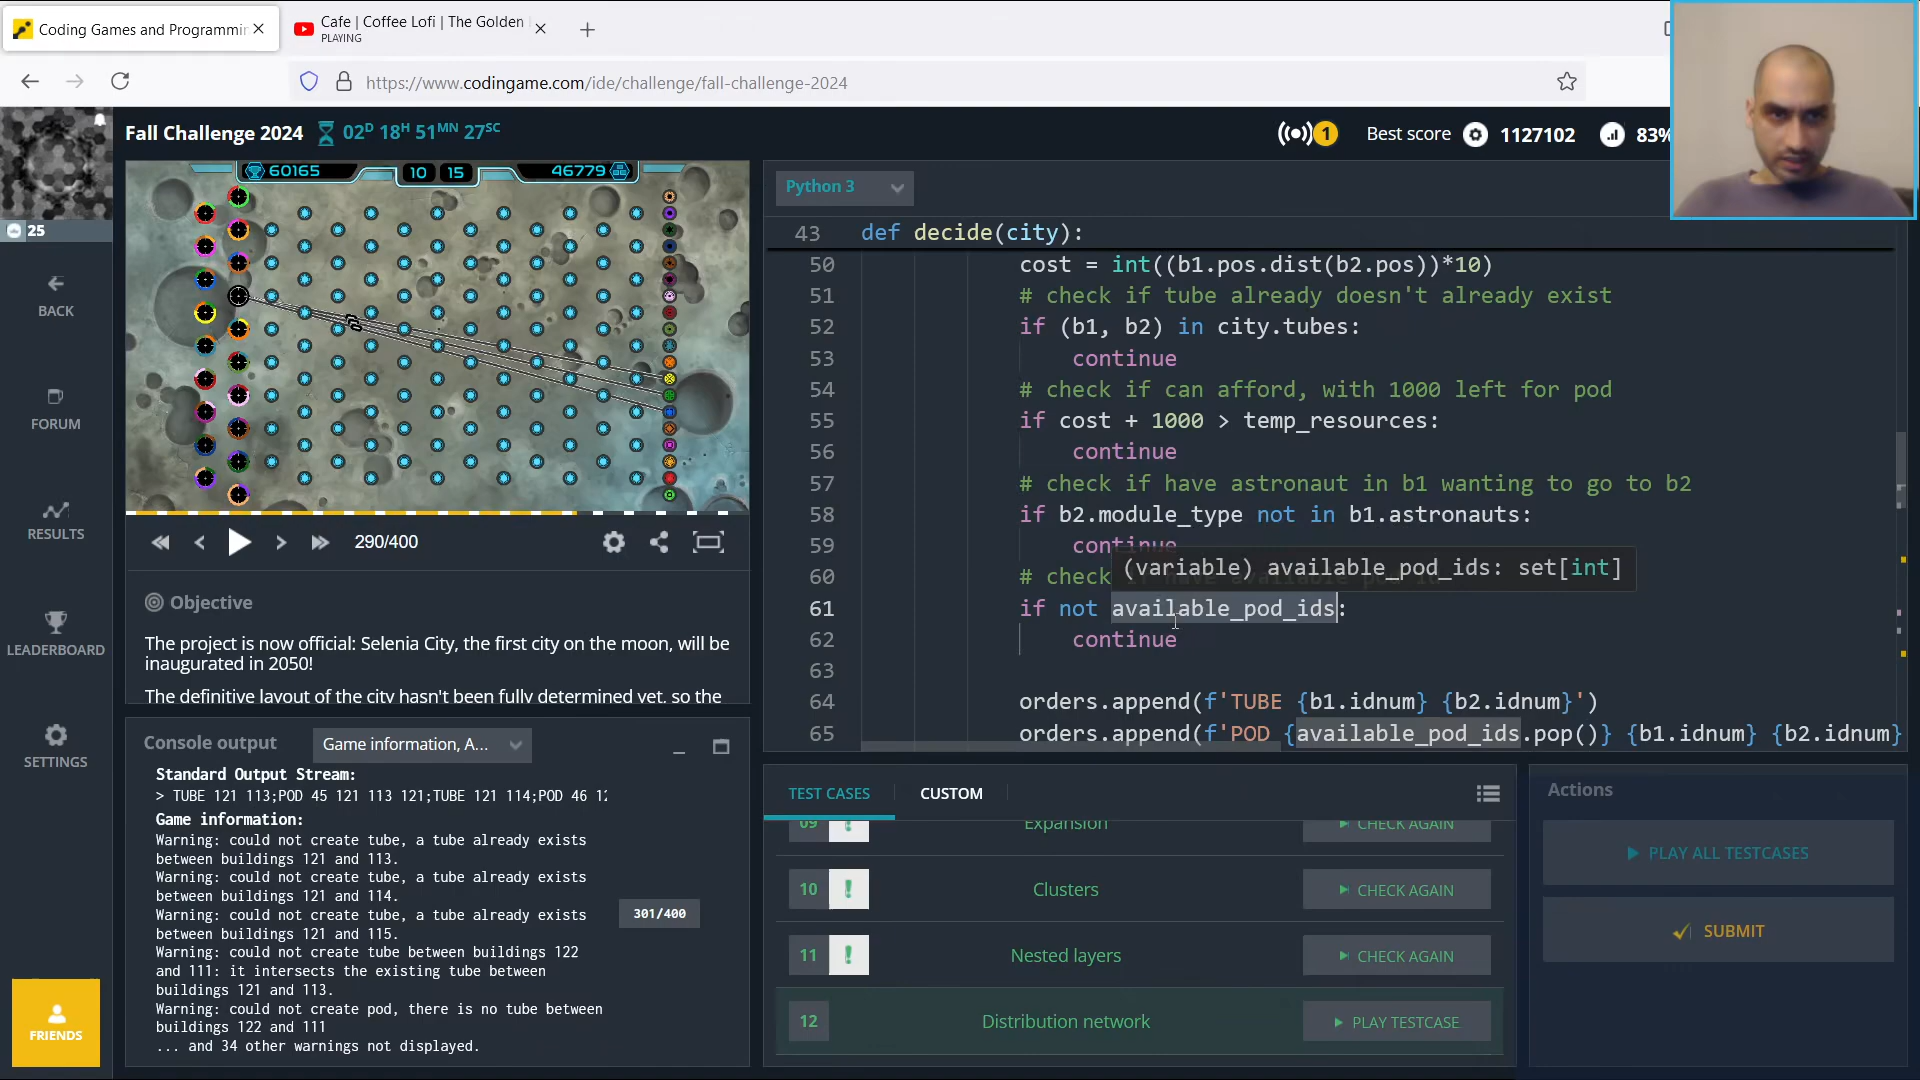 Coding Games and Programmin
Cafe | Coffee Lofi | The Golden
PLAYING
https://www.codingame.com/ide/challenge/fall-challenge-2024
Fall Challenge 2024
02D 18H 51MN 27SC
1
Best score
1127102
83%
60165
10 15
46779
25
BACK
FORUM
RESULTS
LEADERBOARD
SETTINGS
FRIENDS
290/400
Objective
The project is now official: Selenia City, the first city on the moon, will be
inaugurated in 2050!
The definitive layout of the city hasn't been fully determined yet, so the
Console output
Game information, A...
Standard Output Stream:
> TUBE 121 113;POD 45 121 113 121;TUBE 121 114;POD 46 12
Game information:
Warning: could not create tube, a tube already exists
between buildings 121 and 113.
Warning: could not create tube, a tube already exists
between buildings 121 and 114.
Warning: could not create tube, a tube already exists
between buildings 121 and 115.
Warning: could not create tube between buildings 122
and 111: it intersects the existing tube between
buildings 121 and 113.
Warning: could not create pod, there is no tube between
buildings 122 and 111
... and 34 other warnings not displayed.
301/400
Python 3
43 def decide(city):
50 cost = int((b1.pos.dist(b2.pos))*10)
51 # check if tube already doesn't already exist
52 if (b1, b2) in city.tubes:
53 continue
54 # check if can afford, with 1000 left for pod
55 if cost + 1000 > temp_resources:
56 continue
57 # check if have astronaut in b1 wanting to go to b2
58 if b2.module_type not in b1.astronauts:
59 continue
(variable) available_pod_ids: set[int]
60 # check
61 if not available_pod_ids:
62 continue
63
64 orders.append(f'TUBE {b1.idnum} {b2.idnum}')
65 orders.append(f'POD {available_pod_ids.pop()} {b1.idnum} {b2.idnum}
TEST CASES
CUSTOM
09 Expansion CHECK AGAIN
10 Clusters CHECK AGAIN
11 Nested layers CHECK AGAIN
12 Distribution network PLAY TESTCASE
Actions
PLAY ALL TESTCASES
SUBMIT